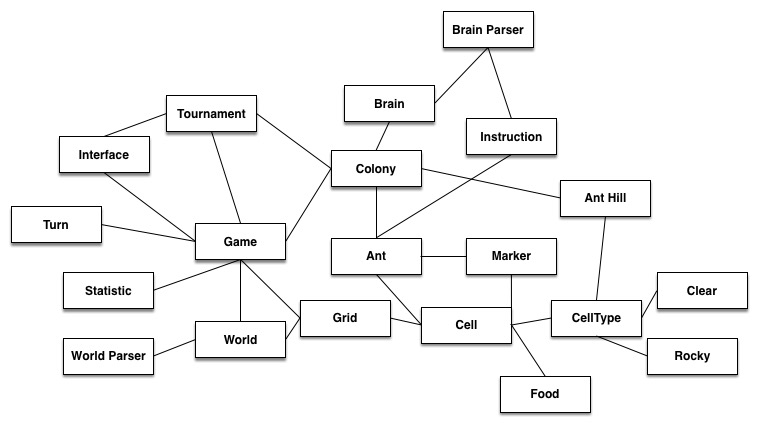 Brain Parser
Brain
Tournament
Instruction
Interface
Colony
Ant Hill
Turn
Game
Ant
Marker
Statistic
Clear
Grid
Cell
CellType
World
World Parser
Rocky
Food